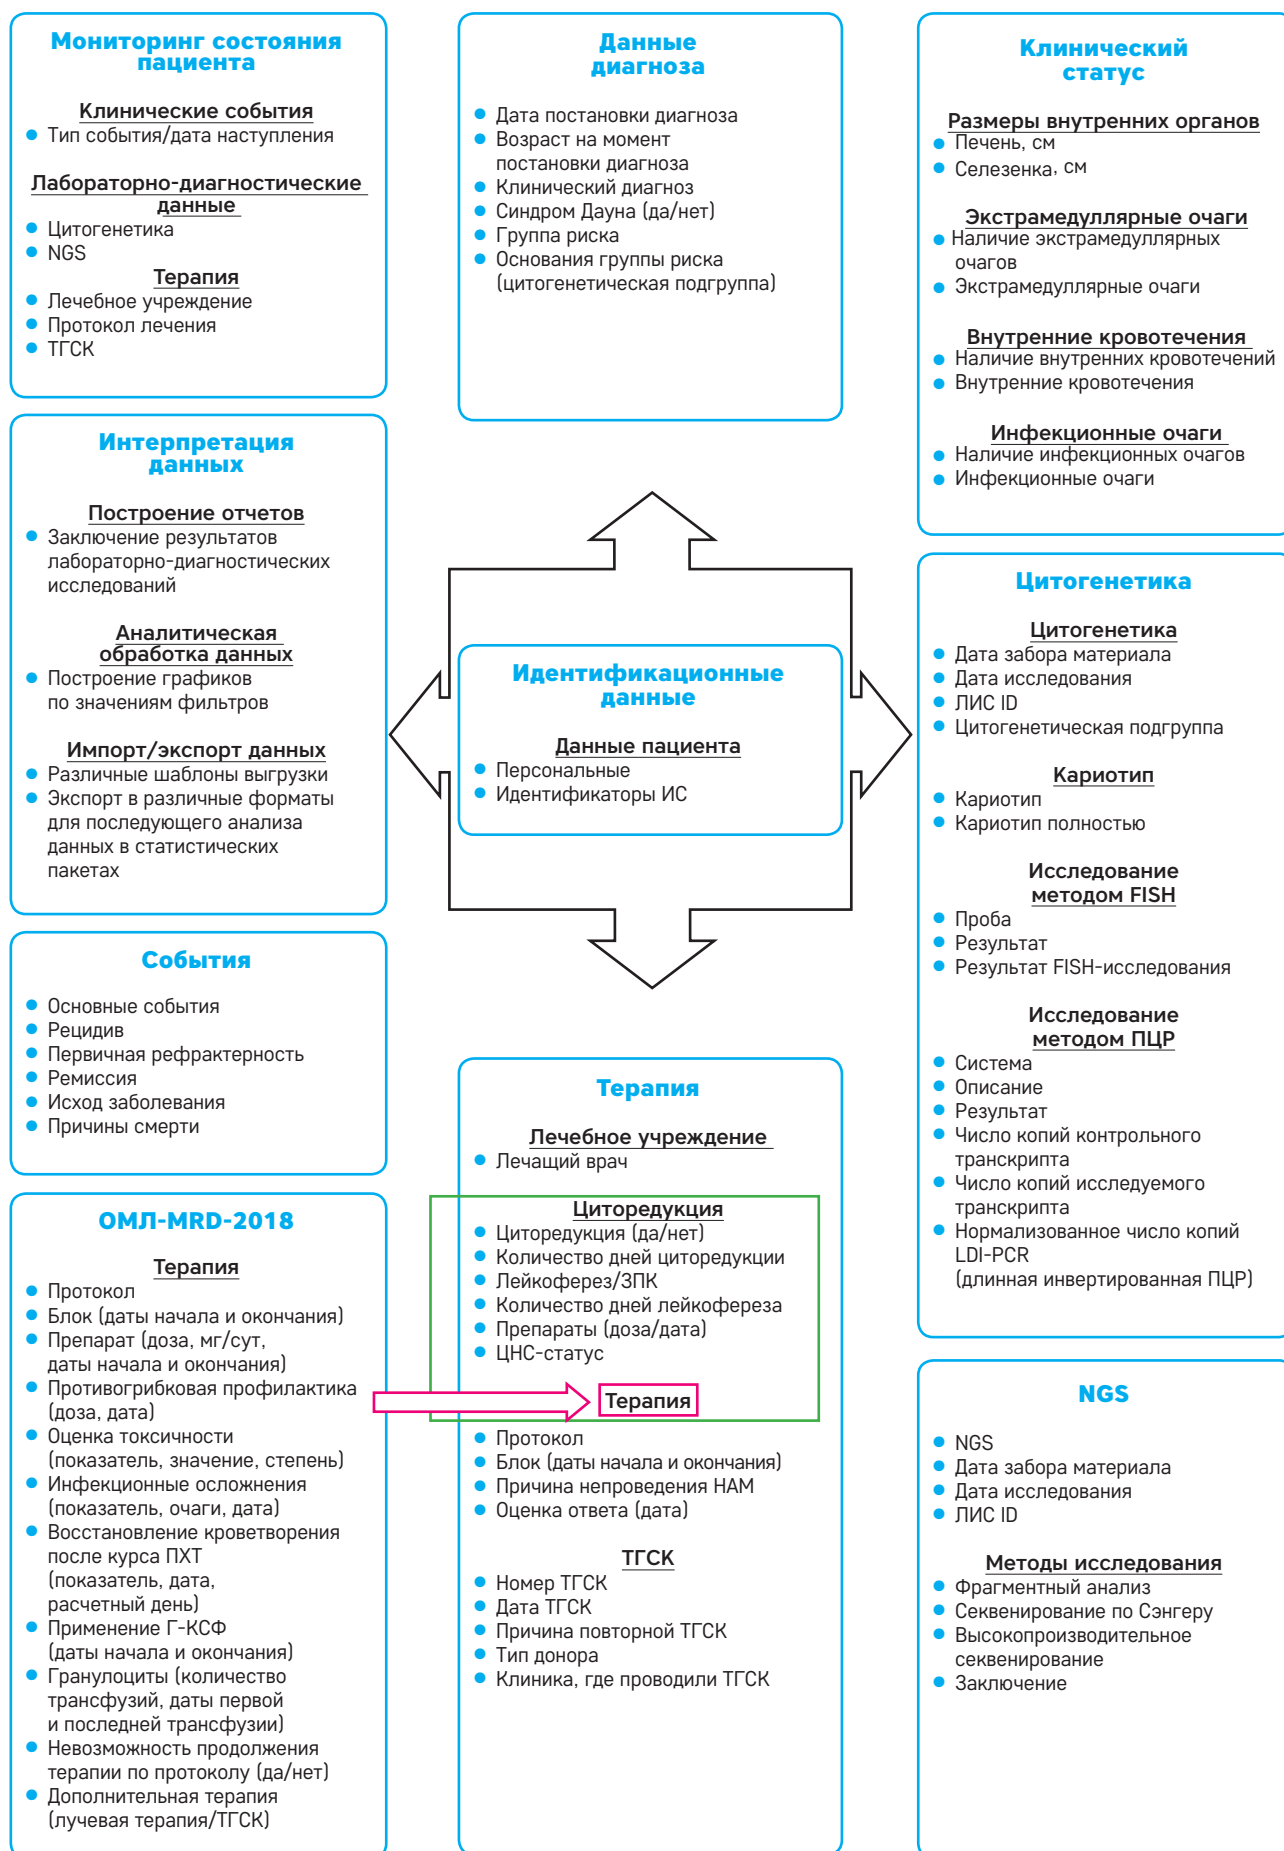 Мониторинг состояния
пациента
Клинические события
Тип события/дата наступления
Лабораторно-диагностические
данные
Цитогенетика
NGS
Терапия
Лечебное учреждение
Протокол лечения
ТГСК
Данные
диагноза
Дата постановки диагноза
Возраст на момент
постановки диагноза
Клинический диагноз
Синдром Дауна (да/нет)
Группа риска
Основания группы риска
(цитогенетическая подгруппа)
Клинический
статус
Размеры внутренних органов
Печень, см
Селезенка, см
Экстрамедуллярные очаги
Наличие экстрамедуллярных
очагов
Экстрамедуллярные очаги
Внутренние кровотечения
Наличие внутренних кровотечений
Внутренние кровотечения
Инфекционные очаги
Наличие инфекционных очагов
Инфекционные очаги
Интерпретация
данных
Построение отчетов
Заключение результатов
лабораторно-диагностических
исследований
Аналитическая
обработка данных
Построение графиков
по значениям фильтров
Импорт/экспорт данных
Различные шаблоны выгрузки
Экспорт в различные форматы
для последующего анализа
данных в статистических
пакетах
Идентификационные
данные
Данные пациента
Персональные
Идентификаторы ИС
Цитогенетика
Цитогенетика
Дата забора материала
Дата исследования
ЛИС ID
Цитогенетическая подгруппа
Кариотип
Кариотип
Кариотип полностью
Исследование
методом FISH
Проба
Результат
Результат FISH-исследования
Исследование
методом ПЦР
Система
Описание
Результат
Число копий контрольного
транскрипта
Число копий исследуемого
транскрипта
Нормализованное число копий
LDI-PCR
(длинная инвертированная ПЦР)
События
Основные события
Рецидив
Первичная рефрактерность
Ремиссия
Исход заболевания
Причины смерти
ОМЛ-MRD-2018
Терапия
Протокол
Блок (даты начала и окончания)
Препарат (доза, мг/сут,
даты начала и окончания)
Противогрибковая профилактика
(доза, дата)
Оценка токсичности
(показатель, значение, степень)
Инфекционные осложнения
(показатель, очаги, дата)
Восстановление кроветворения
после курса ПХТ
(показатель, дата,
расчетный день)
Применение Г-КСФ
(даты начала и окончания)
Гранулоциты (количество
трансфузий, даты первой
и последней трансфузии)
Невозможность продолжения
терапии по протоколу (да/нет)
Дополнительная терапия
(лучевая терапия/ТГСК)
Терапия
Лечебное учреждение
Лечащий врач
Циторедукция
Циторедукция (да/нет)
Количество дней циторедукции
Лейкоферез/ЗПК
Количество дней лейкофереза
Препараты (доза/дата)
ЦНС-статус
Терапия
Протокол
Блок (даты начала и окончания)
Причина непроведения НАМ
Оценка ответа (дата)
ТГСК
Номер ТГСК
Дата ТГСК
Причина повторной ТГСК
Тип донора
Клиника, где проводили ТГСК
NGS
NGS
Дата забора материала
Дата исследования
ЛИС ID
Методы исследования
Фрагментный анализ
Секвенирование по Сэнгеру
Высокопроизводительное
секвенирование
Заключение